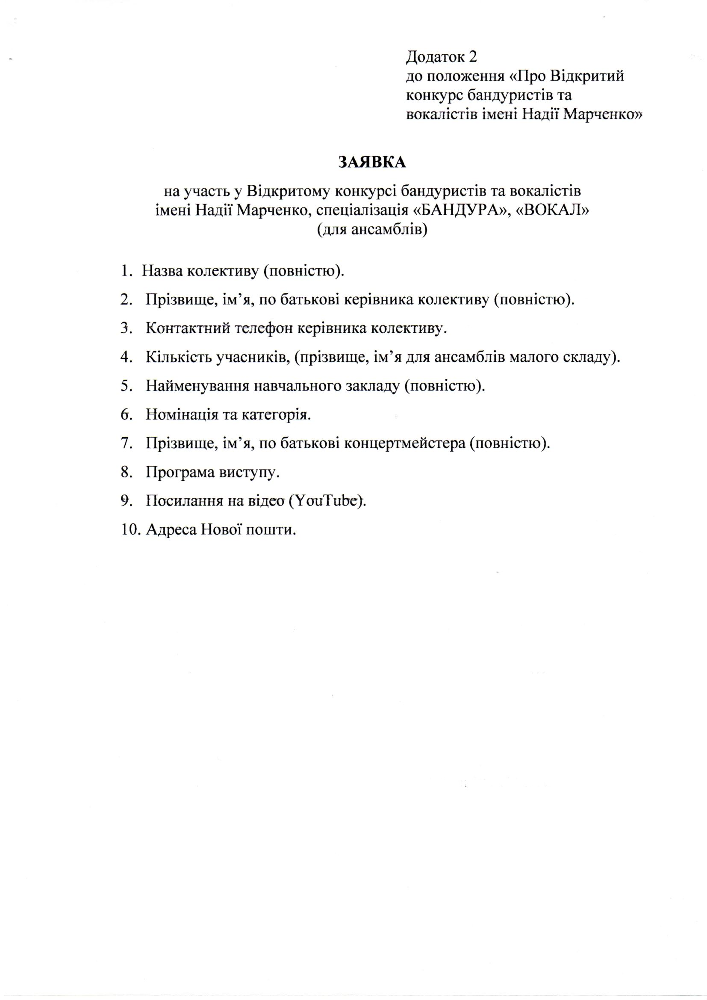 Додаток 2
до положення «Про Відкритий
конкурс бандуристів та
вокалістів імені Надії Марченко»
ЗАЯВКА
на участь у Відкритому конкурсі бандуристів та вокалістів
імені Надії Марченко, спеціалізація «БАНДУРА», «ВОКАЛ»
(для ансамблів)
1. Назва колективу (повністю).
2. Прізвище, ім’я, по батькові керівника колективу (повністю).
3. Контактний телефон керівника колективу.
4. Кількість учасників, (прізвище, ім’я для ансамблів малого складу).
5. Найменування навчального закладу (повністю).
6. Номінація та категорія.
7. Прізвище, ім’я, по батькові концертмейстера (повністю).
8. Програма виступу.
9. Посилання на відео (YouTube).
10. Адреса Нової пошти.